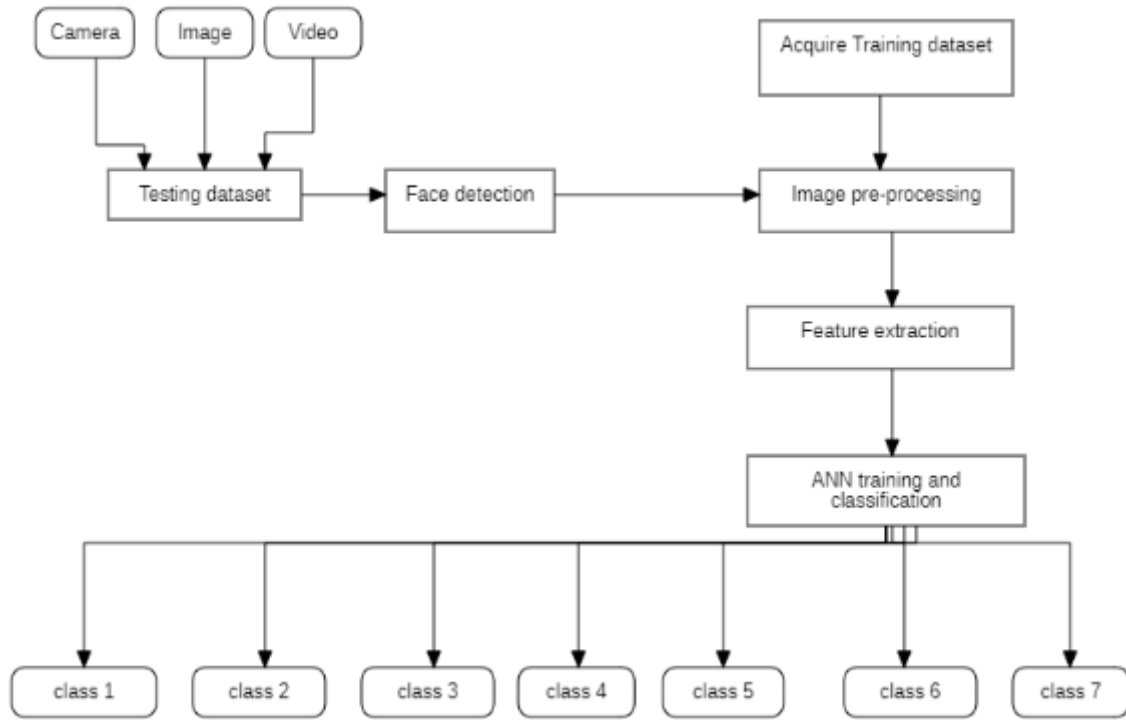 Camera
Image
Video
Acquire Training dataset
Testing dataset
Face detection
Image pre-processing
Feature extraction
ANN training and
classification
class 1
class 2
class 3
class 4
class 5
class 6
class 7